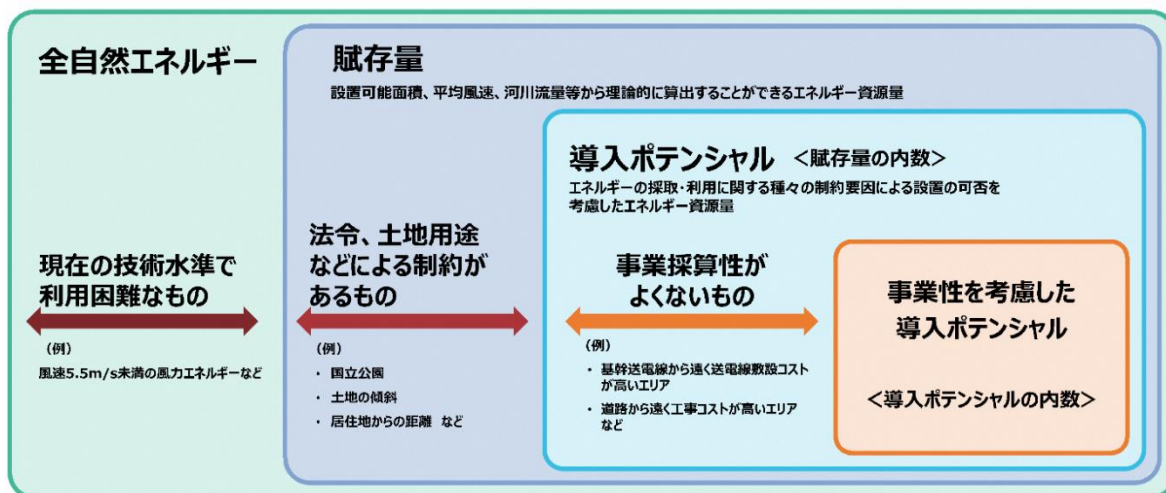 全自然エネルギー
賦存量
設置可能面積、平均風速、河川流量等から理論的に算出することができるエネルギー資源量
導入ポテンシャル <賦存量の内数>
エネルギーの採取・利用に関する種々の制約要因による設置の可否を
考慮したエネルギー資源量
現在の技術水準で
利用困難なもの
(例)
風速5.5m/s未満の風力エネルギーなど
法令、土地用途
などによる制約が
あるもの
(例)
・ 国立公園
・ 土地の傾斜
・ 居住地からの距離 など
事業採算性が
よくないもの
(例)
・ 基幹送電線から遠く送電線敷設コスト
が高いエリア
・ 道路から遠く工事コストが高いエリア
など
事業性を考慮した
導入ポテンシャル
<導入ポテンシャルの内数>